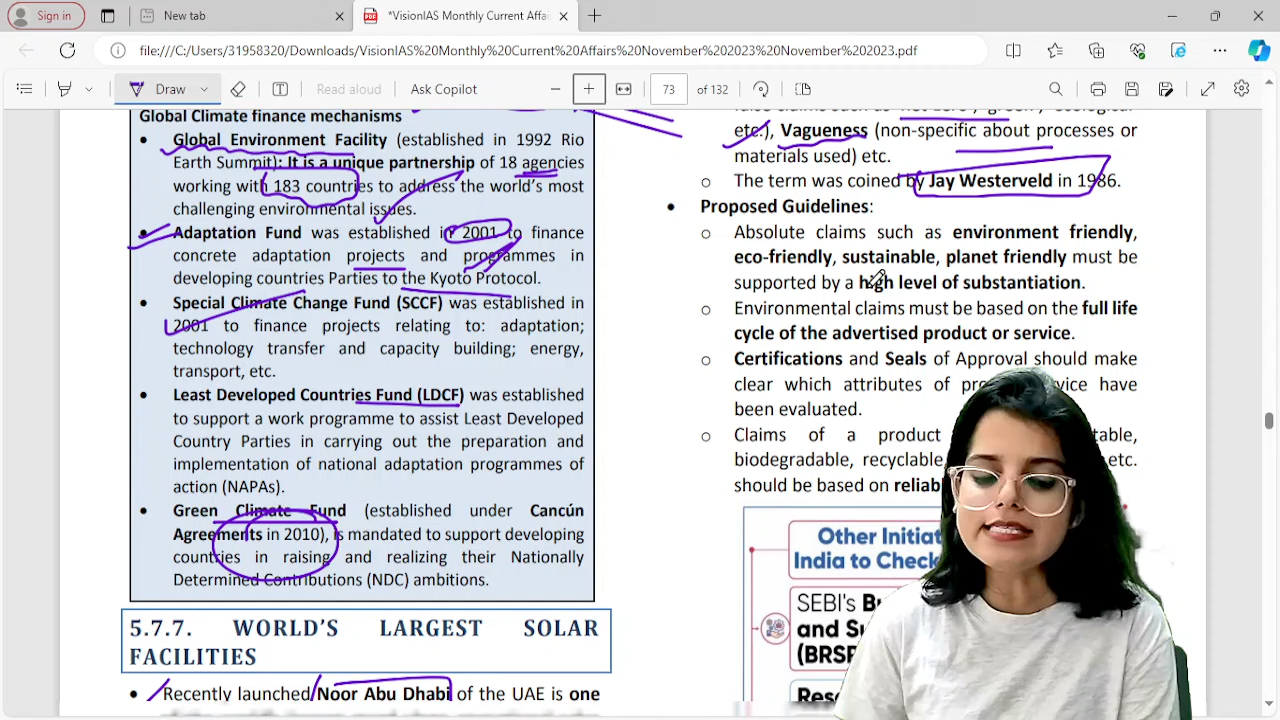 Sign in
New tab
*VisionIAS Monthly Current Affai
file:///C:/Users/31958320/Downloads/VisionIAS%20Monthly%20Current%20Affairs%20November%202023%20November%202023.pdf
Draw
Read aloud
Ask Copilot
73 of 132
Global Climate finance mechanisms
• Global Environment Facility (established in 1992 Rio
Earth Summit): It is a unique partnership of 18 agencies
working with 183 countries to address the world's most
challenging environmental issues.
• Adaptation Fund was established in 2001 to finance
concrete adaptation projects and programmes in
developing countries Parties to the Kyoto Protocol.
• Special Climate Change Fund (SCCF) was established in
2001 to finance projects relating to: adaptation;
technology transfer and capacity building; energy,
transport, etc.
• Least Developed Countries Fund (LDCF) was established
to support a work programme to assist Least Developed
Country Parties in carrying out the preparation and
implementation of national adaptation programmes of
action (NAPAs).
• Green Climate Fund (established under Cancún
Agreements in 2010), is mandated to support developing
countries in raising and realizing their Nationally
Determined Contributions (NDC) ambitions.
5.7.7. WORLD'S LARGEST SOLAR
FACILITIES
• Recently launched Noor Abu Dhabi of the UAE is one
etc.), Vagueness (non-specific about processes or
materials used) etc.
o The term was coined by Jay Westerveld in 1986.
• Proposed Guidelines:
o Absolute claims such as environment friendly,
eco-friendly, sustainable, planet friendly must be
supported by a high level of substantiation.
o Environmental claims must be based on the full life
cycle of the advertised product or service.
o Certifications and Seals of Approval should make
clear which attributes of
have
been evaluated.
o Claims of a product
biodegradable, recyclable etc.
should be based on
Other
India to Check
SEBI's
and
(BRSR